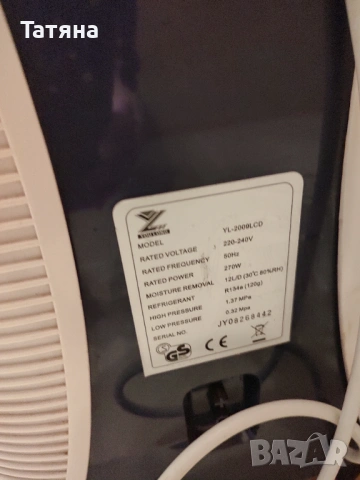 Татяна
YOULONG
MODEL YL-2009LCD
RATED VOLTAGE : 220-240V
RATED FREQUENCY : 50Hz
RATED POWER : 270W
MOISTURE REMOVAL : 12L/D (30℃ 80%RH)
REFRIGERANT : R134a (120g)
HIGH PRESSURE : 1.37 MPa
LOW PRESSURE : 0.32 Mpa
SERIAL NO: JY08268442
GS
CE
BAZAR